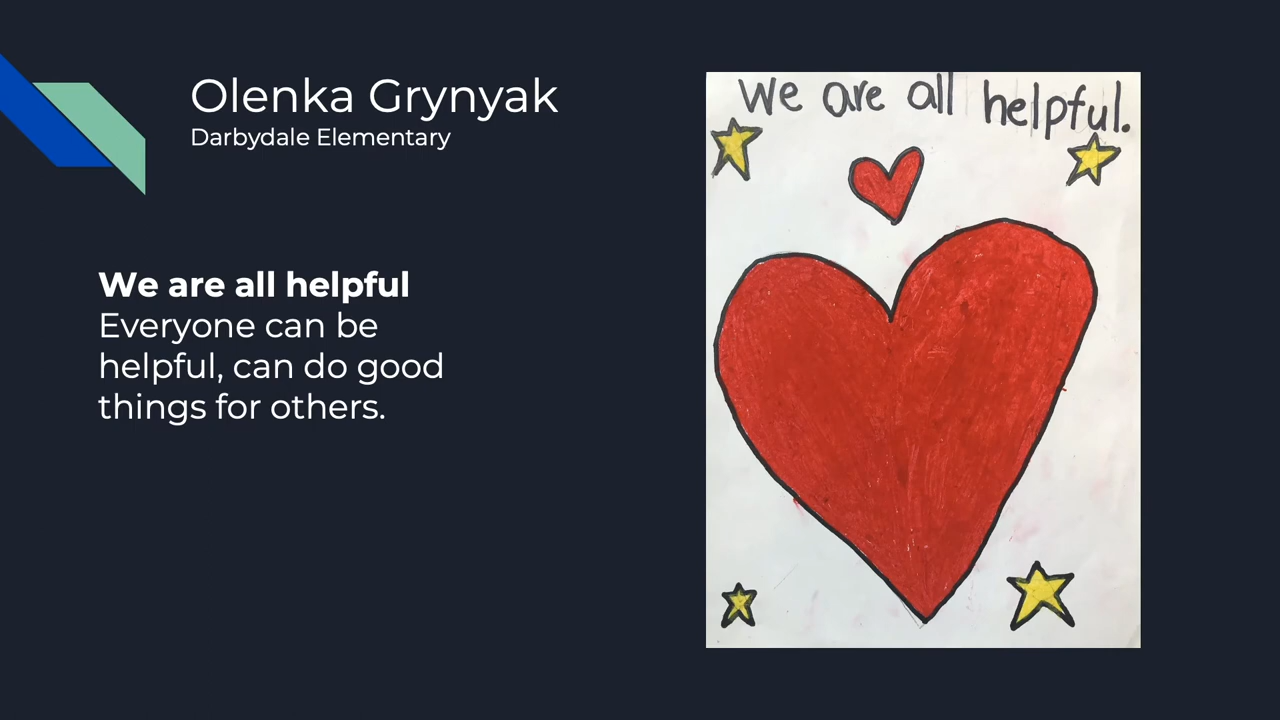 Olenka Grynyak
Darbydale Elementary
We are all helpful
Everyone can be
helpful, can do good
things for others.
We are all helpful.